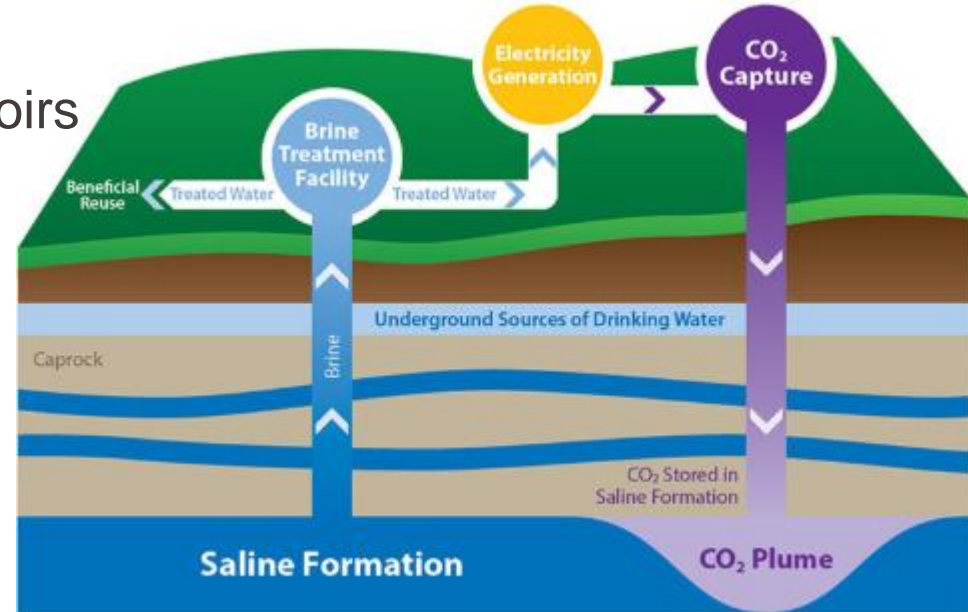 oirs
Electricity
Generation
CO₂
Capture
Brine
Treatment
Facility
Beneficial
Reuse
Treated Water
Treated Water
Underground Sources of Drinking Water
Caprock
Brine
CO₂ Stored in
Saline Formation
Saline Formation
CO₂ Plume